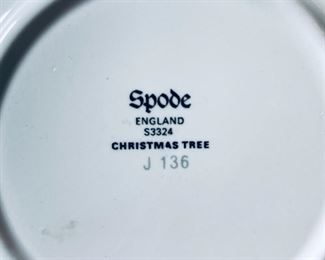 Spode
ENGLAND
S3324
CHRISTMAS TREE
J 136